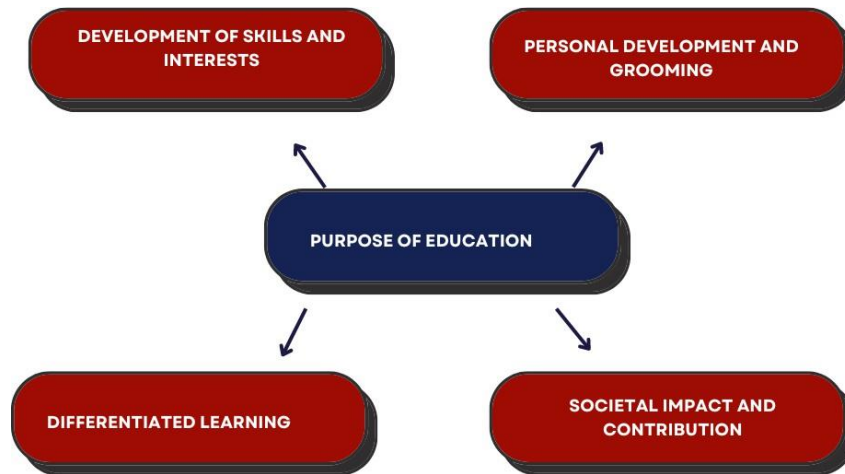 DEVELOPMENT OF SKILLS AND
INTERESTS
PERSONAL DEVELOPMENT AND
GROOMING
PURPOSE OF EDUCATION
DIFFERENTIATED LEARNING
SOCIETAL IMPACT AND
CONTRIBUTION